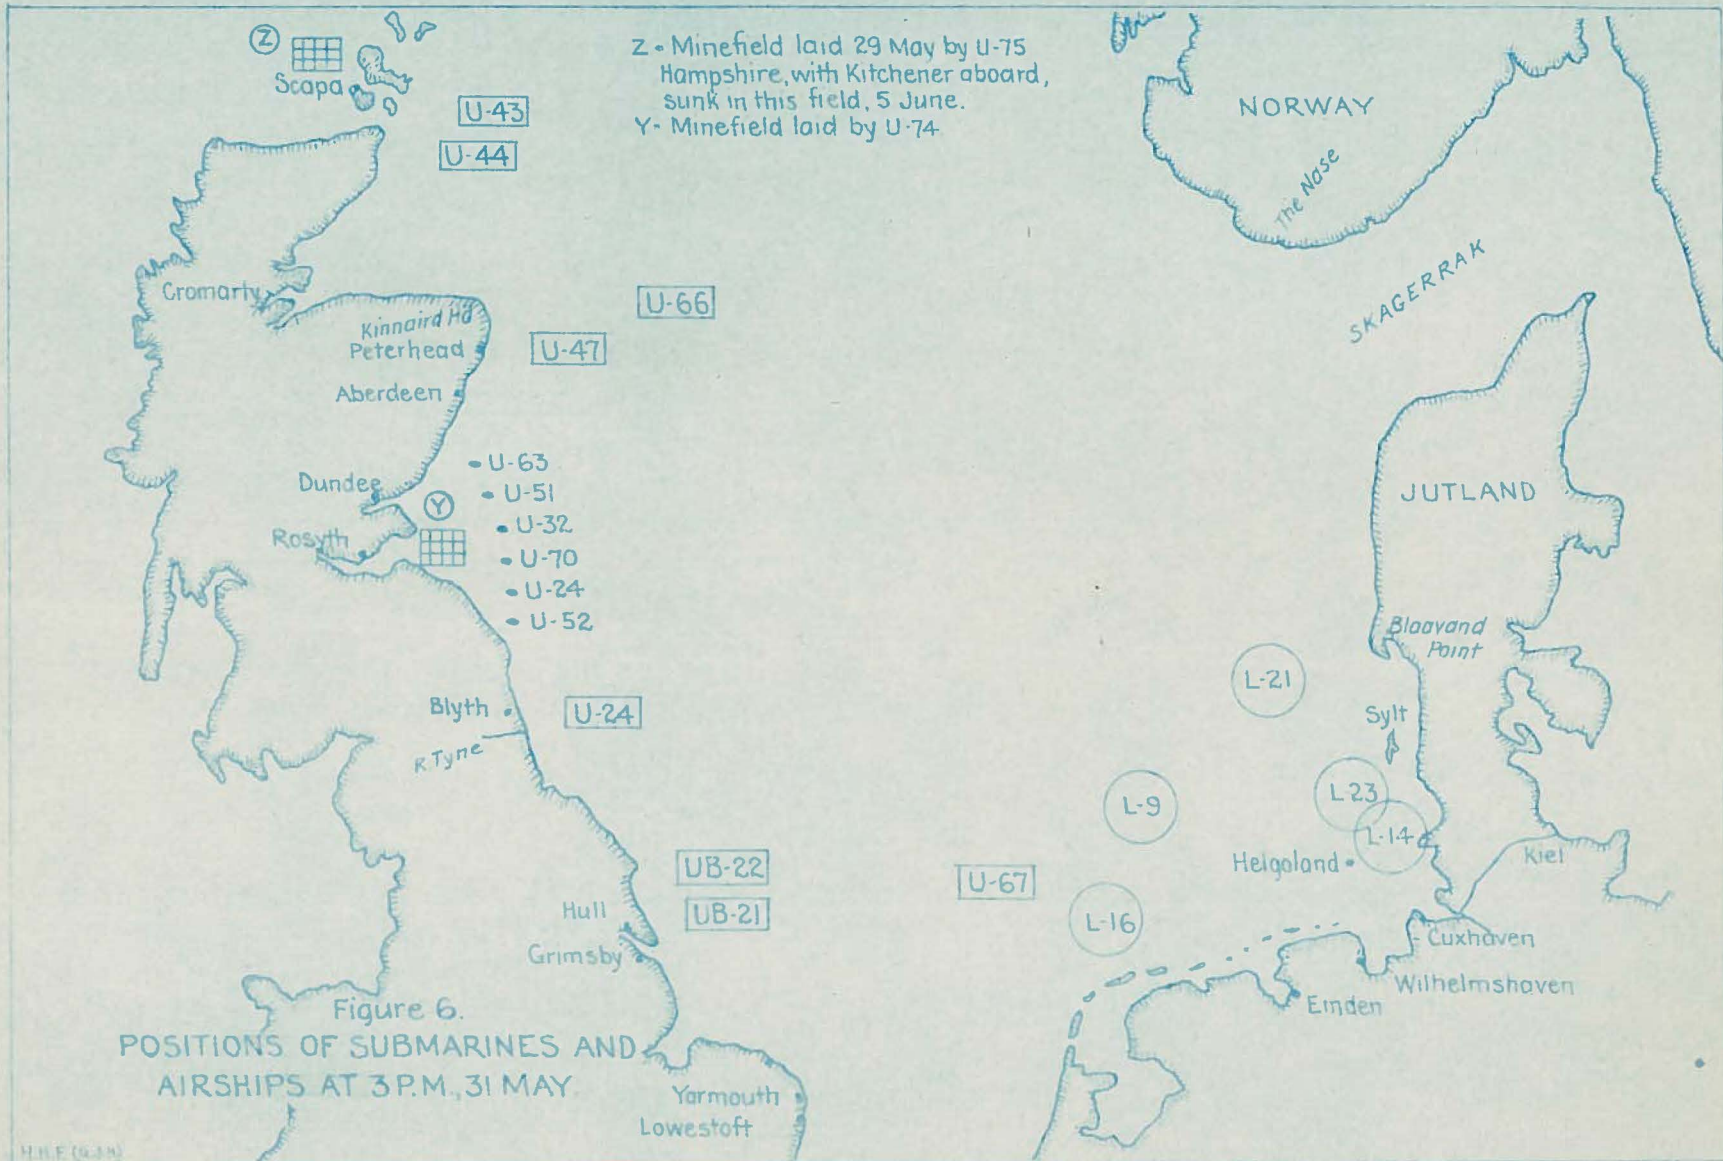 Z
Scapa
Z - Minefield laid 29 May by U-75
Hampshire, with Kitchener aboard,
sunk in this field, 5 June.
Y - Minefield laid by U-74
NORWAY
The Nase
SKAGERRAK
U-43
U-44
Cromarty
Kinnaird Hd
Peterhead
Aberdeen
U-66
U-47
Dundee
Y
Rosyth
U-63
U-51
U-32
U-70
U-24
U-52
JUTLAND
Blaavand
Point
L-21
Sylt
Blyth
U-24
R. Tyne
L-9
L-23
L-14
Helgoland
Kiel
UB-22
UB-21
U-67
L-16
Hull
Grimsby
Cuxhaven
Wilhelmshaven
Emden
Figure 6.
POSITIONS OF SUBMARINES AND
AIRSHIPS AT 3 P.M., 31 MAY.
Yarmouth
Lowestoft